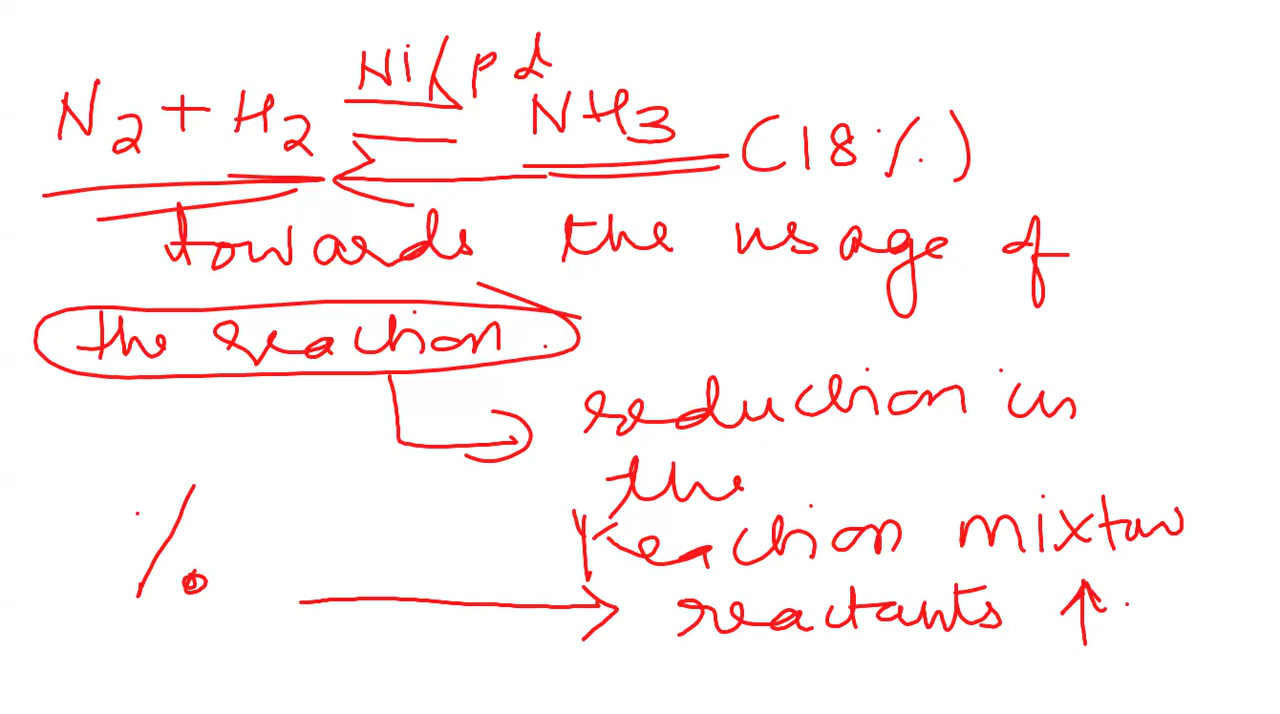 N2 + H2 ⇌ NH3 (18%)
Ni/Pd
towards the usage of
the reaction.
reduction in
the
reaction mixture
%
reactants ↑.